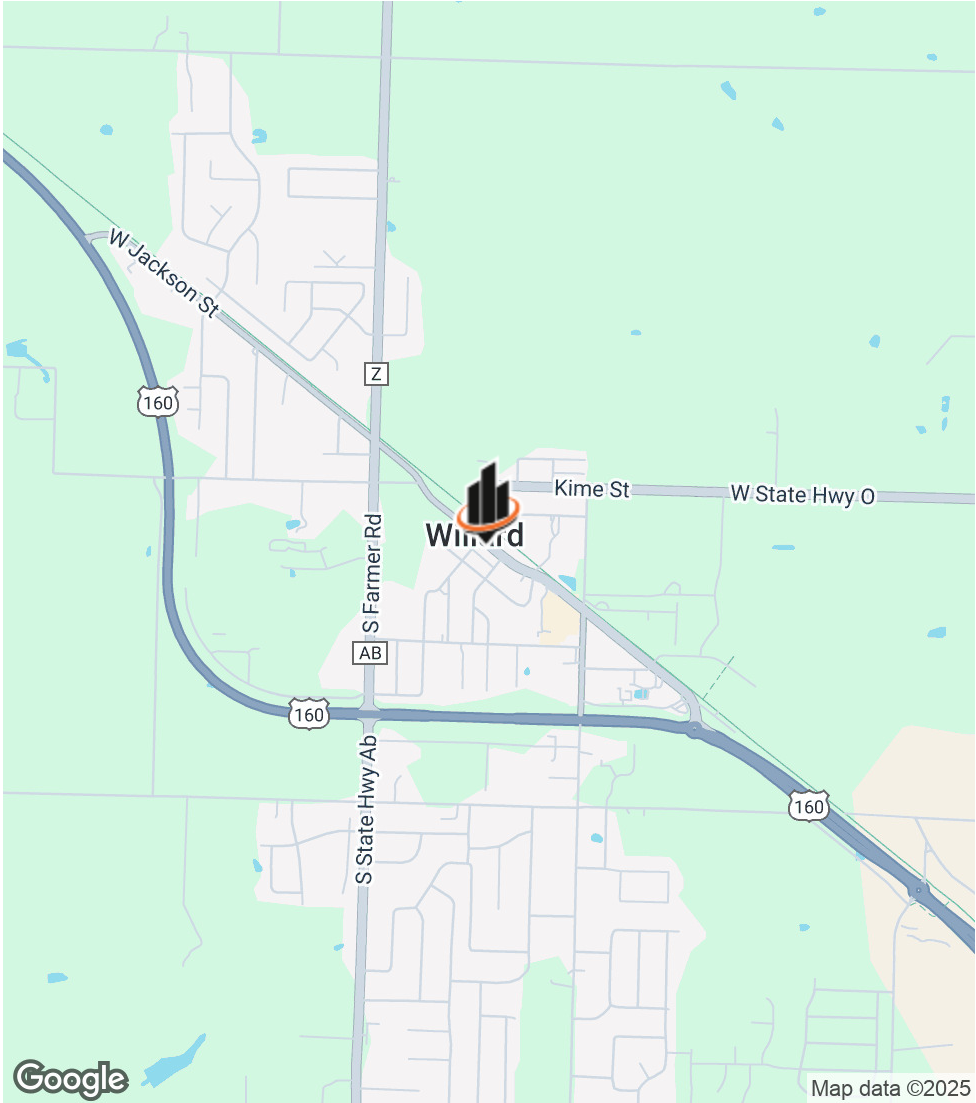 W Jackson St
Z
160
Kime St
W State Hwy O
Willard
S Farmer Rd
AB
160
S State Hwy Ab
160
Google
Map data ©2025